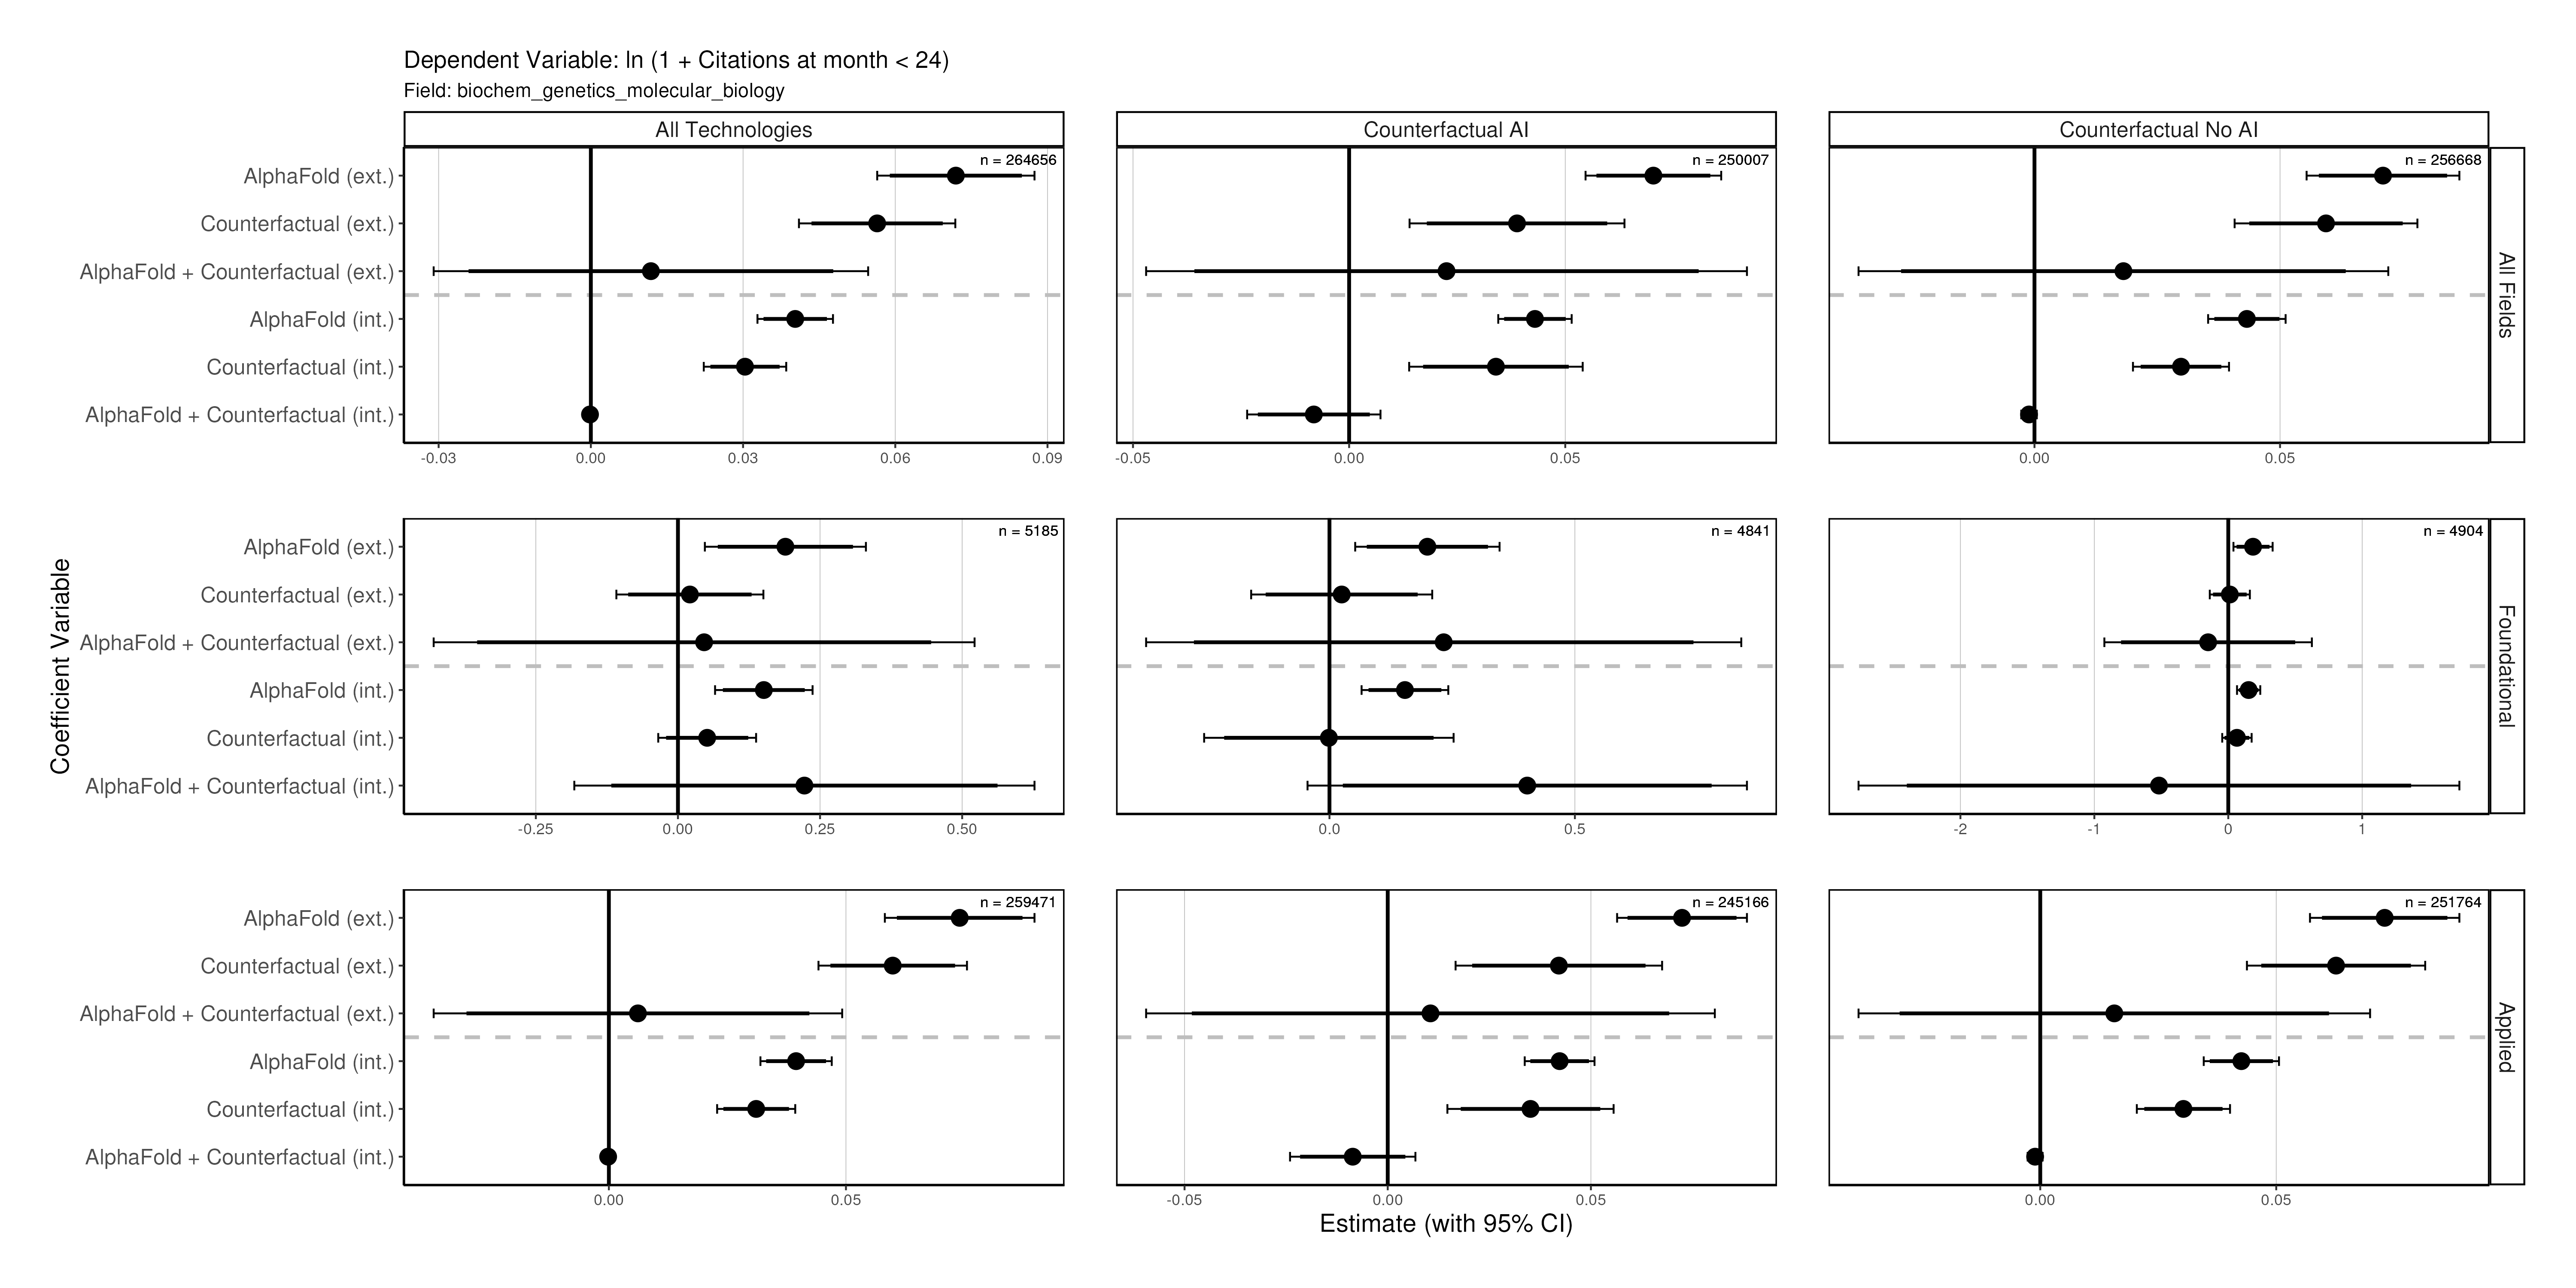 Dependent Variable: ln (1 + Citations at month < 24)
Field: biochem_genetics_molecular_biology
All Technologies
Counterfactual AI
Counterfactual No AI
AlphaFold (ext.)
Counterfactual (ext.)
AlphaFold + Counterfactual (ext.)
AlphaFold (int.)
Counterfactual (int.)
AlphaFold + Counterfactual (int.)
n = 264656
n = 250007
n = 256668
All Fields
-0.03 0.00 0.03 0.06 0.09
-0.05 0.00 0.05
0.00 0.05
Coefficient Variable
AlphaFold (ext.)
Counterfactual (ext.)
AlphaFold + Counterfactual (ext.)
AlphaFold (int.)
Counterfactual (int.)
AlphaFold + Counterfactual (int.)
n = 5185
n = 4841
n = 4904
Foundational
-0.25 0.00 0.25 0.50
0.0 0.5
-2 -1 0 1
AlphaFold (ext.)
Counterfactual (ext.)
AlphaFold + Counterfactual (ext.)
AlphaFold (int.)
Counterfactual (int.)
AlphaFold + Counterfactual (int.)
n = 259471
n = 245166
n = 251764
Applied
0.00 0.05
-0.05 0.00 0.05
0.00 0.05
Estimate (with 95% CI)